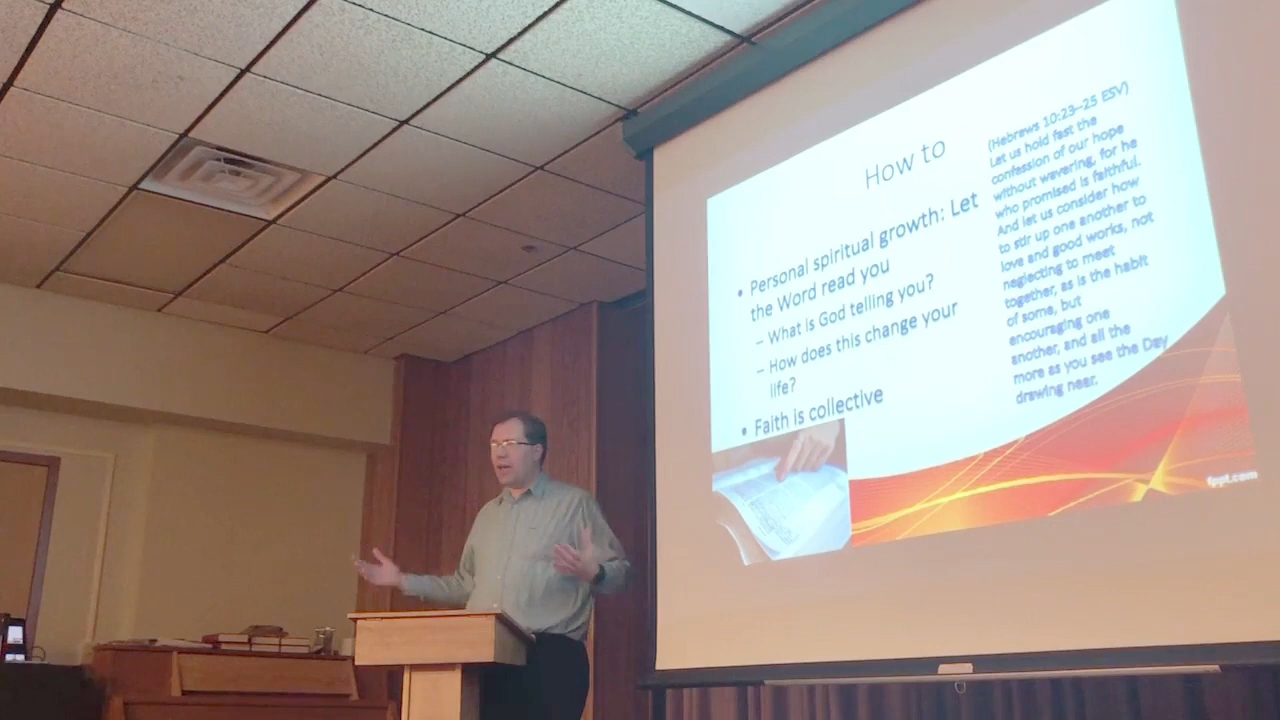 How to
• Personal spiritual growth: Let
the Word read you
– What is God telling you?
– How does this change your
life?
• Faith is collective
(Hebrews 10:23–25 ESV)
Let us hold fast the
confession of our hope
without wavering, for he
who promised is faithful.
And let us consider how
to stir up one another to
love and good works, not
neglecting to meet
together, as is the habit
of some, but
encouraging one
another, and all the
more as you see the Day
drawing near.
fppt.com